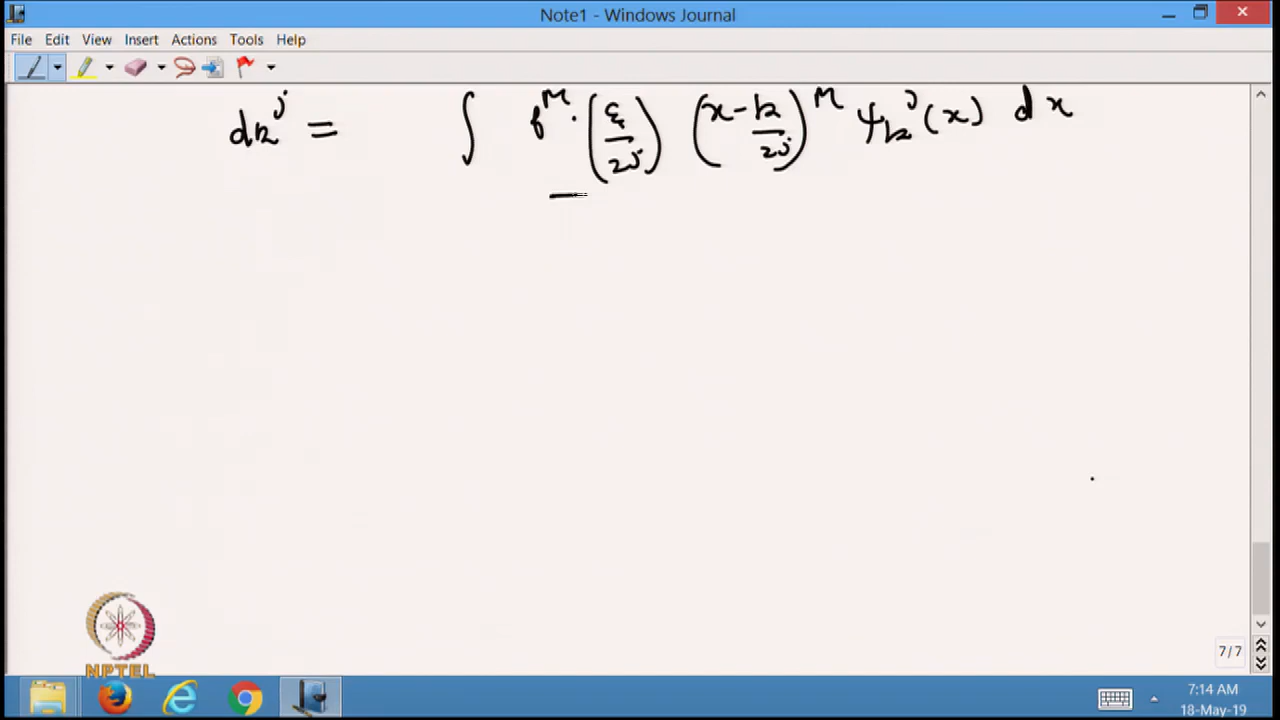 Note1 - Windows Journal
File Edit View Insert Actions Tools Help
d_k^j = ∫ f^M · (ξ/2^j) (x - k/2^j)^M ψ_k^j (x) dx
NPTEL
7/7
7:14 AM
18-May-19